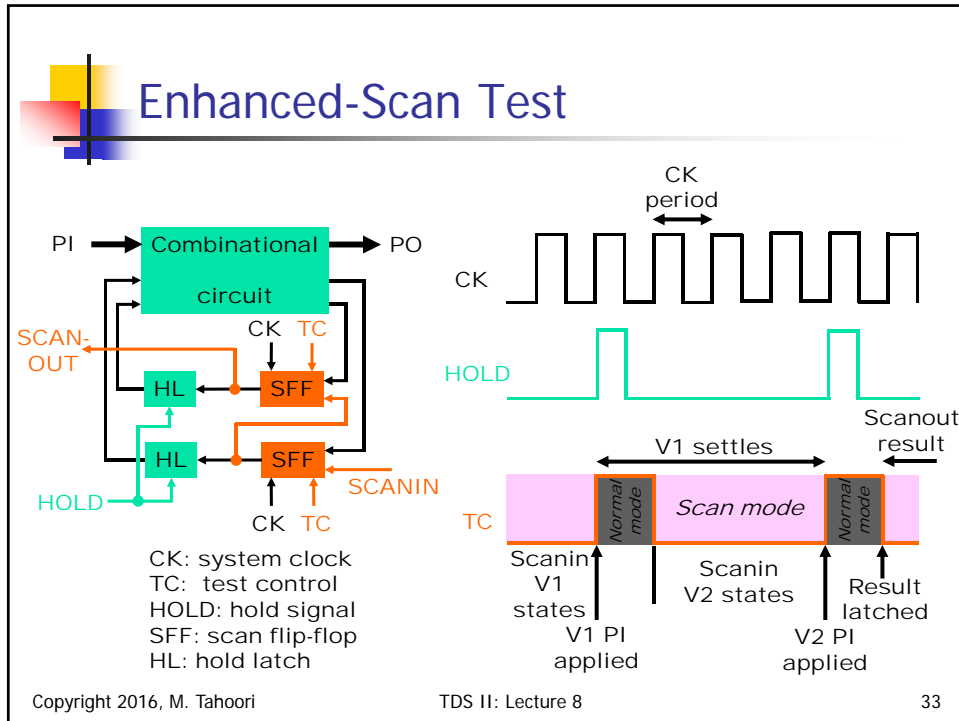 Enhanced-Scan Test
PI
Combinational
circuit
PO
CK TC
SCAN-
OUT
HL
SFF
HL
SFF
SCANIN
HOLD
CK TC
CK: system clock
TC: test control
HOLD: hold signal
SFF: scan flip-flop
HL: hold latch
CK
period
CK
HOLD
Scanout
result
V1 settles
TC
Normal
mode
Scan mode
Normal
mode
Scanin
V1
states
Scanin
V2 states
Result
latched
V1 PI
applied
V2 PI
applied
Copyright 2016, M. Tahoori
TDS II: Lecture 8
33